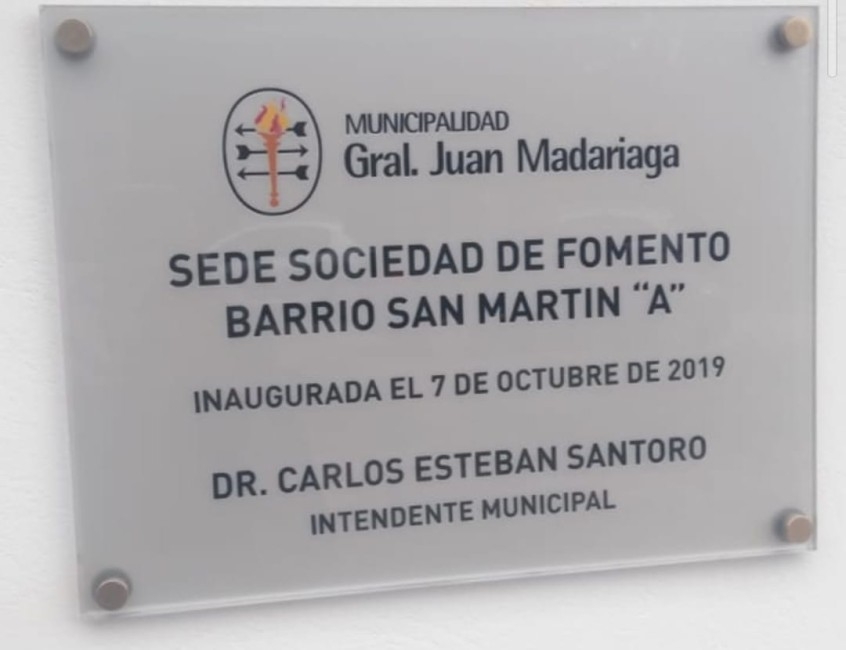 MUNICIPALIDAD
Gral. Juan Madariaga
SEDE SOCIEDAD DE FOMENTO
BARRIO SAN MARTIN “A”
INAUGURADA EL 7 DE OCTUBRE DE 2019
DR. CARLOS ESTEBAN SANTORO
INTENDENTE MUNICIPAL